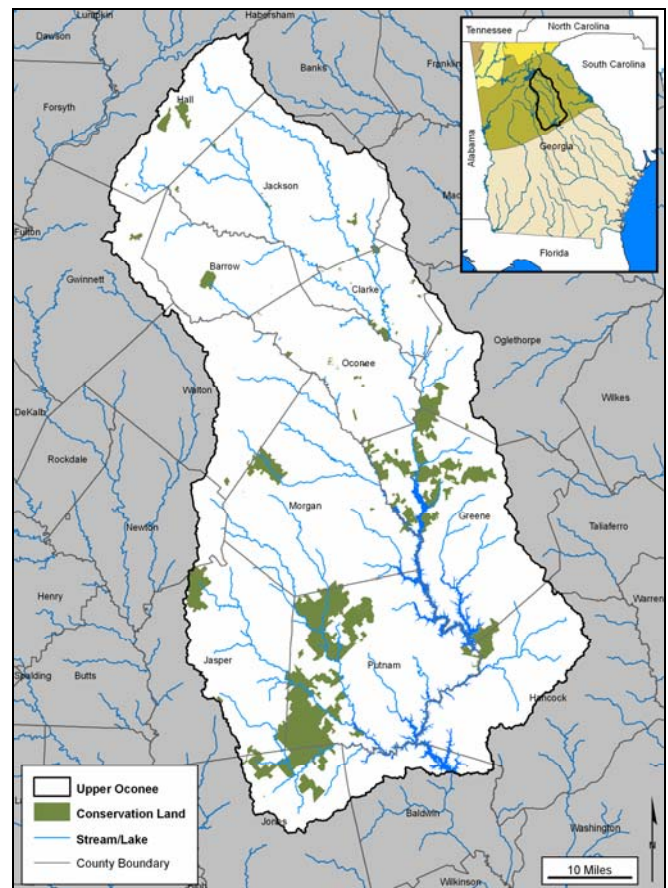 Lumpkin
Habersham
Dawson
Banks
Franklin
Forsyth
Hall
Jackson
Mad
Fulton
Barrow
Clarke
Gwinnett
Oglethorpe
Oconee
Walton
DeKalb
Wilkes
Rockdale
Morgan
Greene
Newton
Taliaferro
Henry
Warren
Jasper
Putnam
Spalding
Butts
Hancock
Jones
Baldwin
Washington
Wilkinson
Tennessee
North Carolina
South Carolina
Alabama
Georgia
Florida
Upper Oconee
Conservation Land
Stream/Lake
County Boundary
N
10 Miles